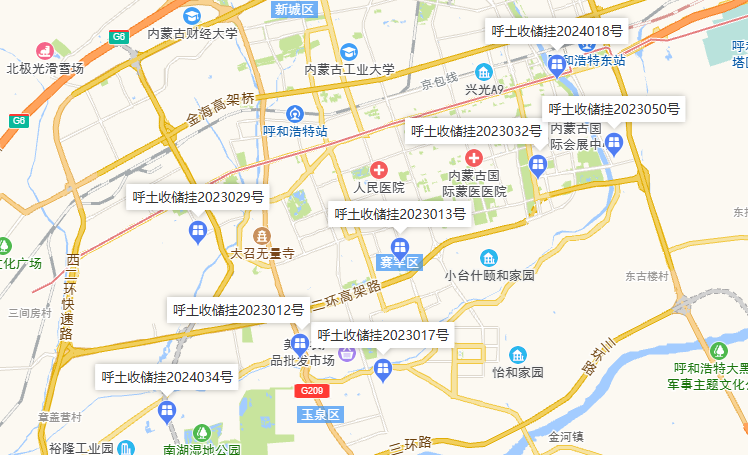 新城区
内蒙古财经大学
G6
呼土收储挂2024018号
北极光滑雪场
内蒙古工业大学
呼和浩特东站
京包线
兴光A9
金海高架桥
G6
呼和浩特站
呼土收储挂2023050号
呼土收储挂2023032号
内蒙古国
际会展中心
人民医院
内蒙古国
际蒙医医院
呼土收储挂2023029号
呼土收储挂2023013号
大召无量寺
赛罕区
小台什颐和家园
文化广场
西二环快速路
东古楼村
三间房村
二环高架路
呼土收储挂2023012号
呼土收储挂2023017号
品批发市场
三环路
怡和家园
呼和浩特大黑
军事主题文化公
呼土收储挂2024034号
G209
玉泉区
章盖营村
裕隆工业园
南湖湿地公园
三环路
金河镇